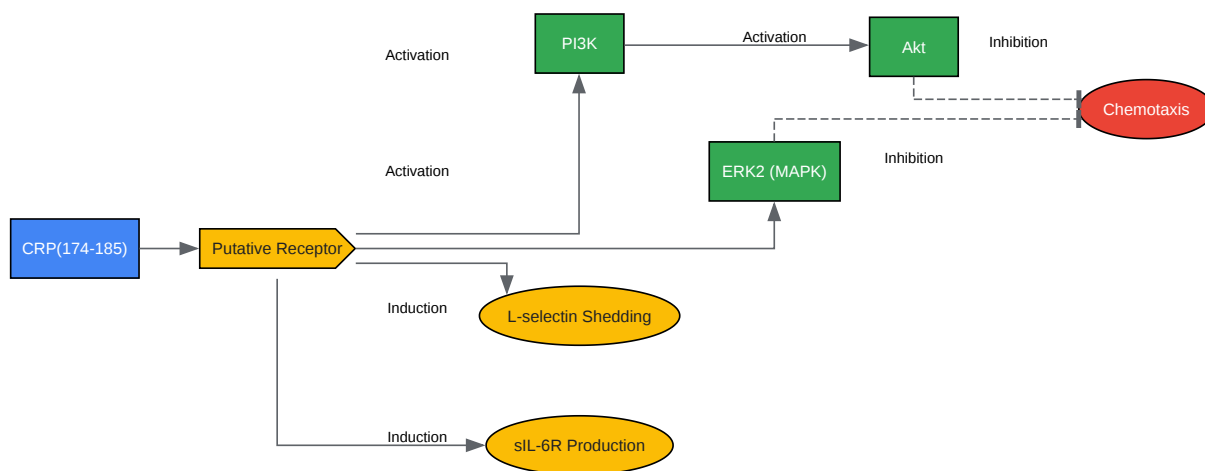 PI3K
Activation
Akt
Inhibition
Activation
Chemotaxis
Inhibition
Activation
ERK2 (MAPK)
CRP(174-185)
Putative Receptor
Induction
L-selectin Shedding
Induction
sIL-6R Production